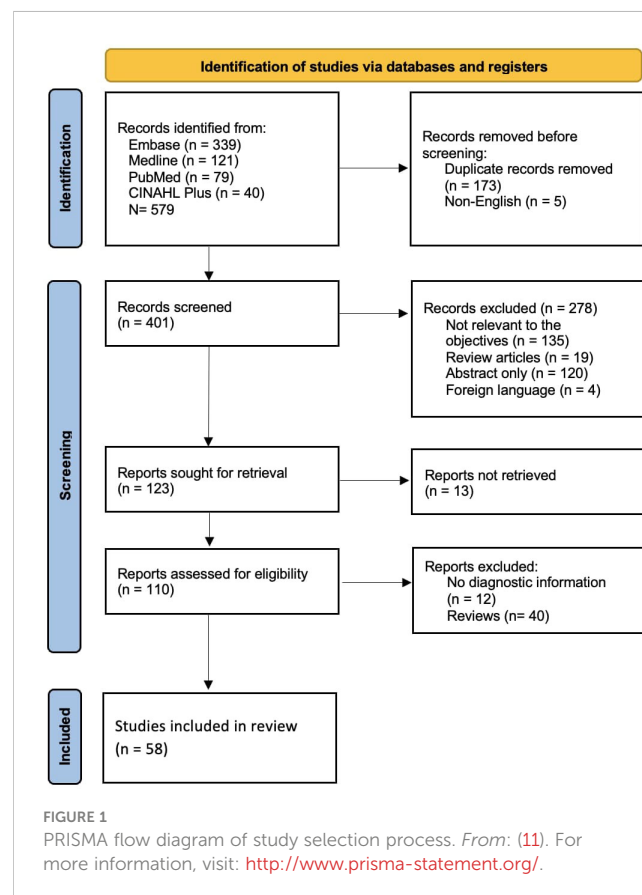 Identification of studies via databases and registers
Identification
Records identified from:
Embase (n = 339)
Medline (n = 121)
PubMed (n = 79)
CINAHL Plus (n = 40)
N= 579
Records removed before
screening:
Duplicate records removed
(n = 173)
Non-English (n = 5)
Screening
Records screened
(n = 401)
Records excluded (n = 278)
Not relevant to the
objectives (n = 135)
Review articles (n = 19)
Abstract only (n = 120)
Foreign language (n = 4)
Reports sought for retrieval
(n = 123)
Reports not retrieved
(n = 13)
Reports assessed for eligibility
(n = 110)
Reports excluded:
No diagnostic information
(n = 12)
Reviews (n= 40)
Included
Studies included in review
(n = 58)
FIGURE 1
PRISMA flow diagram of study selection process. From: (11). For
more information, visit: http://www.prisma-statement.org/.